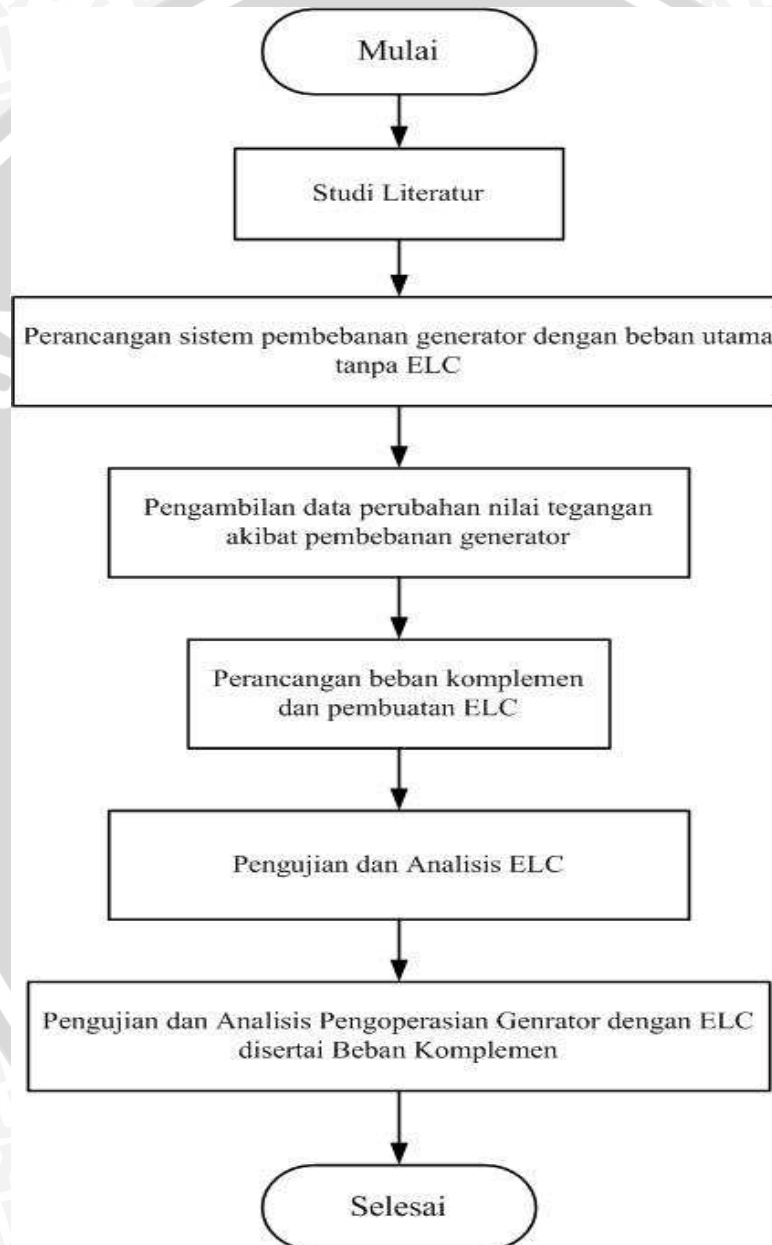 Mulai
Studi Literatur
Perancangan sistem pembebanan generator dengan beban utama
tanpa ELC
Pengambilan data perubahan nilai tegangan
akibat pembebanan generator
Perancangan beban komplemen
dan pembuatan ELC
Pengujian dan Analisis ELC
Pengujian dan Analisis Pengoperasian Genrator dengan ELC
disertai Beban Komplemen
Selesai